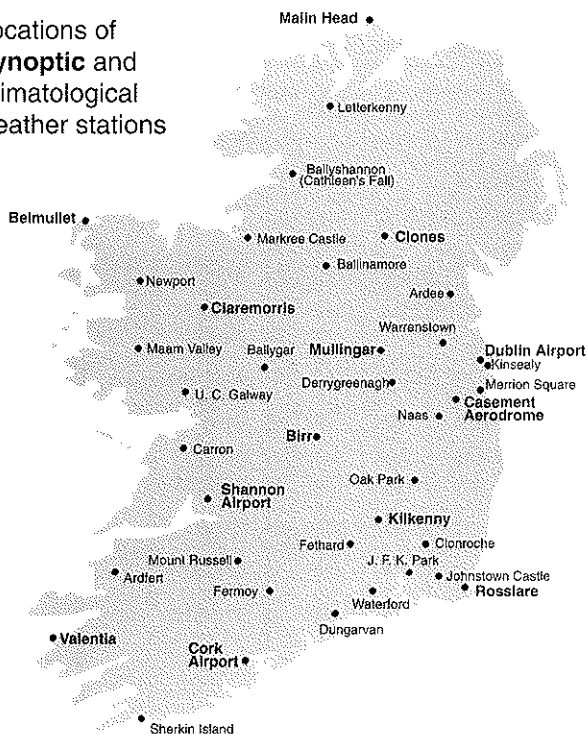 ocations of
ynoptic and
imatological
eather stations
Malin Head
Letterkenny
Ballyshannon
(Cathleen's Fall)
Belmullet
Markree Castle
Clones
Ballinamore
Newport
Ardee
Claremorris
Warrenstown
Maam Valley
Ballygar
Mullingar
Dublin Airport
Kinsealy
Derrygreenagh
Merrion Square
U. C. Galway
Casement
Aerodrome
Naas
Birr
Carron
Oak Park
Shannon
Airport
Kilkenny
Fethard
Clonroche
Mount Russell
J. F. K. Park
Ardfert
Johnstown Castle
Fermoy
Rosslare
Waterford
Dungarvan
Valentia
Cork
Airport
Sherkin Island